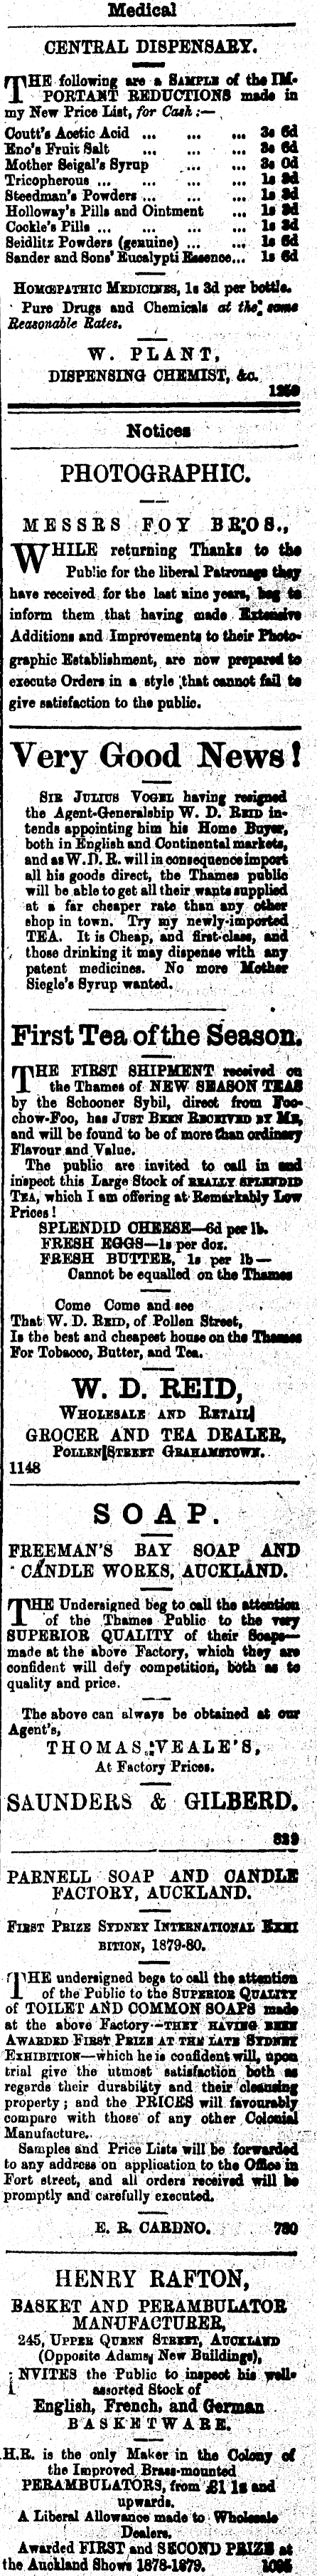 Medical
CENTRAL DISPENSARY.
THE following are a SAMPLE of the IM-
PORTANT REDUCTIONS made in
my New Price List, for Cash :—
Coutt's Acetic Acid ... ... ... 3s 6d
Eno's Fruit Salt ... ... ... 3s 6d
Mother Seigel's Syrup ... ... 3s 0d
Tricopherous ... ... ... ... 1s 9d
Steedman's Powders ... ... ... 1s 3d
Holloway's Pills and Ointment ... 1s 3d
Cockle's Pills ... ... ... ... 1s 3d
Seidlitz Powders (genuine) ... ... 1s 6d
Sander and Sons' Eucalypti Essence... 1s 6d
HOMŒPATHIC MEDICINES, 1s 3d per bottle.
Pure Drugs and Chemicals at the same
Reasonable Rates.
W. PLANT,
DISPENSING CHEMIST, &c.
1250
Notices
PHOTOGRAPHIC.
MESSRS FOY BROS.,
WHILE returning Thanks to the
Public for the liberal Patronage they
have received for the last nine years, beg to
inform them that having made Extensive
Additions and Improvements to their Photo-
graphic Establishment, are now prepared to
execute Orders in a style that cannot fail to
give satisfaction to the public.
Very Good News!
SIR JULIUS VOGEL having resigned
the Agent-Generalship W. D. REID in-
tends appointing him his Home Buyer,
both in English and Continental markets,
and as W. D. R. will in consequence import
all his goods direct, the Thames public
will be able to get all their wants supplied
at a far cheaper rate than any other
shop in town. Try my newly-imported
TEA. It is Cheap, and first-class, and
those drinking it may dispense with any
patent medicines. No more Mother
Siegle's Syrup wanted.
First Tea of the Season.
THE FIRST SHIPMENT received on
the Thames of NEW SEASON TEAS
by the Schooner Sybil, direct from Foo-
chow-Foo, has JUST BEEN RECEIVED BY ME,
and will be found to be of more than ordinary
Flavour and Value.
The public are invited to call in and
inspect this Large Stock of REALLY SPLENDID
TEA, which I am offering at Remarkably Low
Prices!
SPLENDID CHEESE—6d per lb.
FRESH EGGS—1s per doz.
FRESH BUTTER, 1s per lb—
Cannot be equalled on the Thames
Come Come and see
That W. D. REID, of Pollen Street,
Is the best and cheapest house on the Thames
For Tobacco, Butter, and Tea.
W. D. REID,
WHOLESALE AND RETAIL
GROCER AND TEA DEALER,
POLLEN STREET GRAHAMSTOWN.
1148
SOAP.
FREEMAN'S BAY SOAP AND
CANDLE WORKS, AUCKLAND.
THE Undersigned beg to call the attention
of the Thames Public to the very
SUPERIOR QUALITY of their Soaps—
made at the above Factory, which they are
confident will defy competition, both as to
quality and price.
The above can always be obtained at our
Agent's,
THOMAS VEALE'S,
At Factory Prices.
SAUNDERS & GILBERD.
829
PARNELL SOAP AND CANDLE
FACTORY, AUCKLAND.
FIRST PRIZE SYDNEY INTERNATIONAL EXHI
BITION, 1879-80.
THE undersigned begs to call the attention
of the Public to the SUPERIOR QUALITY
of TOILET AND COMMON SOAPS made
at the above Factory—THEY HAVING BEEN
AWARDED FIRST PRIZE AT THE LATE SYDNEY
EXHIBITION—which he is confident will, upon
trial give the utmost satisfaction both as
regards their durability and their cleansing
property; and the PRICES will favourably
compare with those of any other Colonial
Manufacture.
Samples and Price Lists will be forwarded
to any address on application to the Office in
Fort street, and all orders received will be
promptly and carefully executed.
E. R. CARDNO. 780
HENRY RAFTON,
BASKET AND PERAMBULATOR
MANUFACTURER,
245, UPPER QUEEN STREET, AUCKLAND
(Opposite Adams, New Buildings),
INVITES the Public to inspect his well-
assorted Stock of
English, French, and German
BASKETWARE.
H.R. is the only Maker in the Colony of
the Improved Brass-mounted
PERAMBULATORS, from £1 1s and
upwards.
A Liberal Allowance made to Wholesale
Dealers.
Awarded FIRST and SECOND PRIZE at
the Auckland Shows 1878-1879. 1095